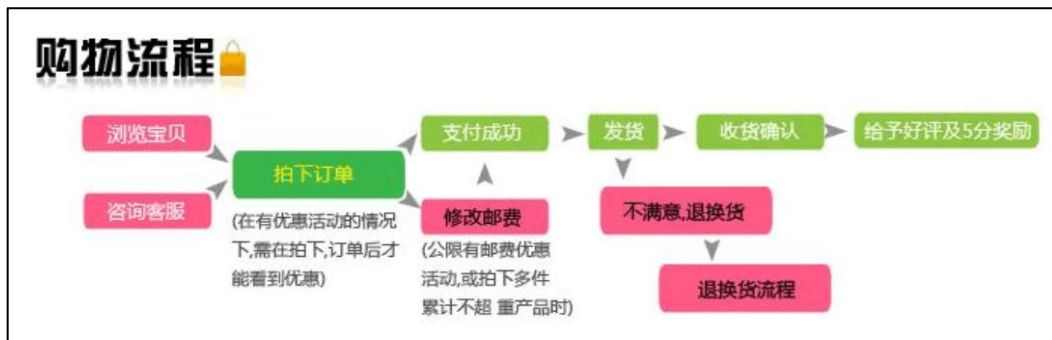 购物流程
浏览宝贝
咨询客服
拍下订单
(在有优惠活动的情况
下,需在拍下,订单后才
能看到优惠)
支付成功
修改邮费
(公限有邮费优惠
活动,或拍下多件
累计不超 重产品时)
发货
收货确认
给予好评及5分奖励
不满意,退换货
退换货流程